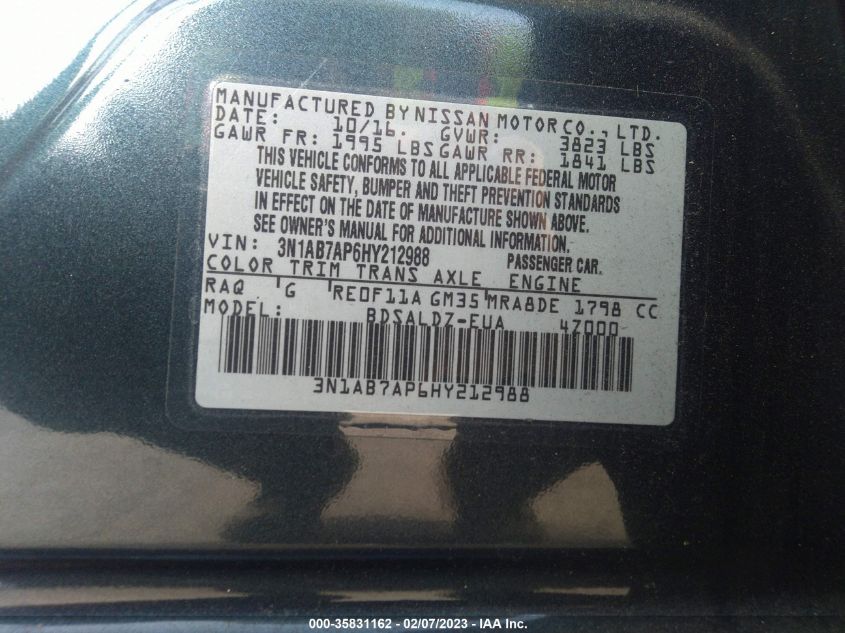 MANUFACTURED BY NISSAN MOTOR CO., LTD.
DATE: 10/16. GVWR: 3823 LBS
GAWR FR: 1995 LBS GAWR RR: 1841 LBS
THIS VEHICLE CONFORMS TO ALL APPLICABLE FEDERAL MOTOR
VEHICLE SAFETY, BUMPER AND THEFT PREVENTION STANDARDS
IN EFFECT ON THE DATE OF MANUFACTURE SHOWN ABOVE.
SEE OWNER'S MANUAL FOR ADDITIONAL INFORMATION.
VIN: 3N1AB7AP6HY212988 PASSENGER CAR.
COLOR TRIM TRANS AXLE ENGINE
RAQ G RE0F11A GM35 MRA8DE 1798 CC
MODEL: BDSALDZ-EUA 47000
3N1AB7AP6HY212988
000-35831162 - 02/07/2023 - IAA Inc.